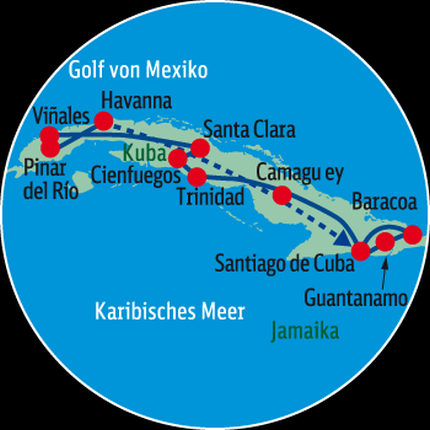 Golf von Mexiko
Havanna
Viñales
Santa Clara
Kuba
Pinar
del Río
Cienfuegos
Camagu ey
Trinidad
Baracoa
Santiago de Cuba
Guantanamo
Karibisches Meer
Jamaika